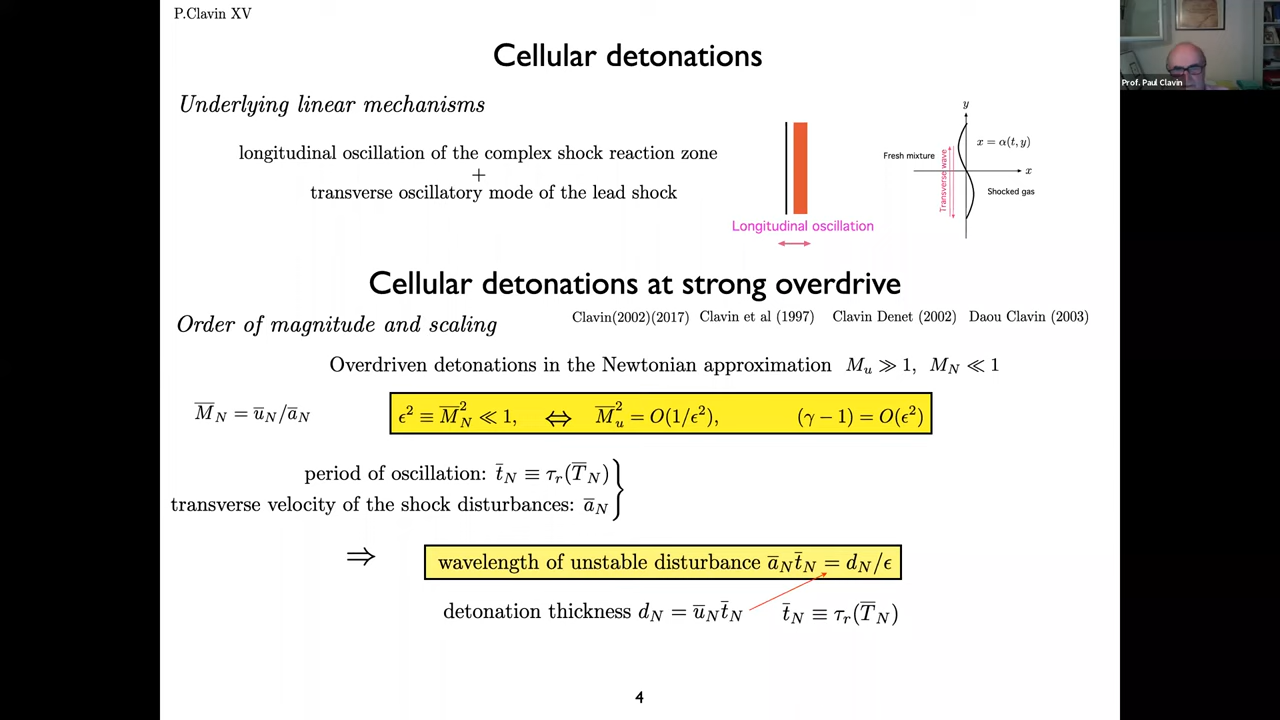 P.Clavin XV
Prof. Paul Clavin
Cellular detonations
Underlying linear mechanisms
longitudinal oscillation of the complex shock reaction zone
+
transverse oscillatory mode of the lead shock
Longitudinal oscillation
y
x = α(t, y)
Fresh mixture
x
Transverse wave
Shocked gas
Cellular detonations at strong overdrive
Order of magnitude and scaling
Clavin(2002)(2017) Clavin et al (1997) Clavin Denet (2002) Daou Clavin (2003)
Overdriven detonations in the Newtonian approximation M_u ≫ 1, M_N ≪ 1
M̅_N = u̅_N/a̅_N
ϵ² ≡ M̅_N² ≪ 1, ⇔ M̅_u² = O(1/ϵ²), (γ − 1) = O(ϵ²)
period of oscillation: t̅_N ≡ τ_r(T̅_N)
transverse velocity of the shock disturbances: a̅_N
⇒ wavelength of unstable disturbance a̅_N t̅_N = d_N/ϵ
detonation thickness d_N = u̅_N t̅_N t̅_N ≡ τ_r(T̅_N)
4